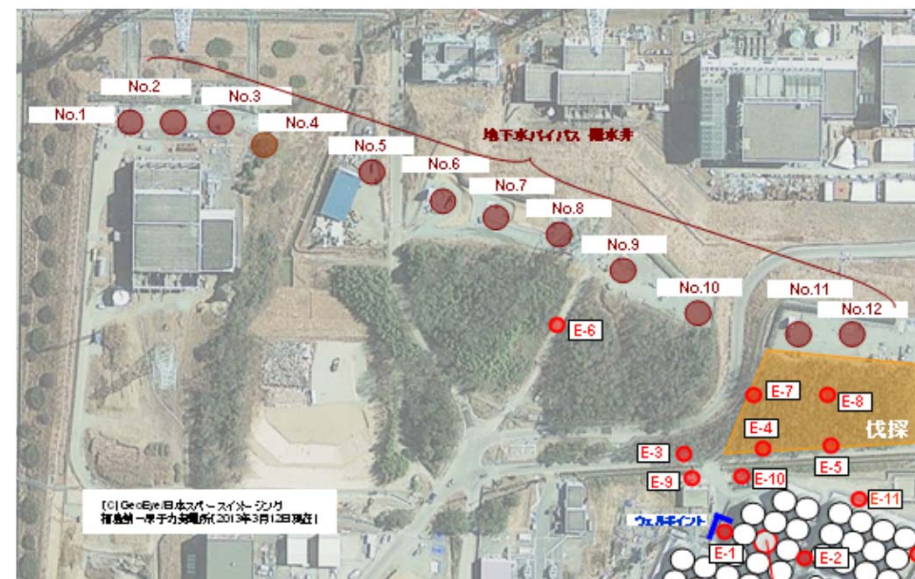 No.1
No.2
No.3
No.4
No.5
No.6
No.7
No.8
No.9
No.10
No.11
No.12
地下水バイパス 揚水井
E-6
E-7
E-8
伐採
E-4
E-5
E-3
E-9
E-10
E-11
ウェルポイント
E-1
E-2
(C)GeoEye/日本スペースイメージング
福島第一原子力発電所(2013年3月12日現在)